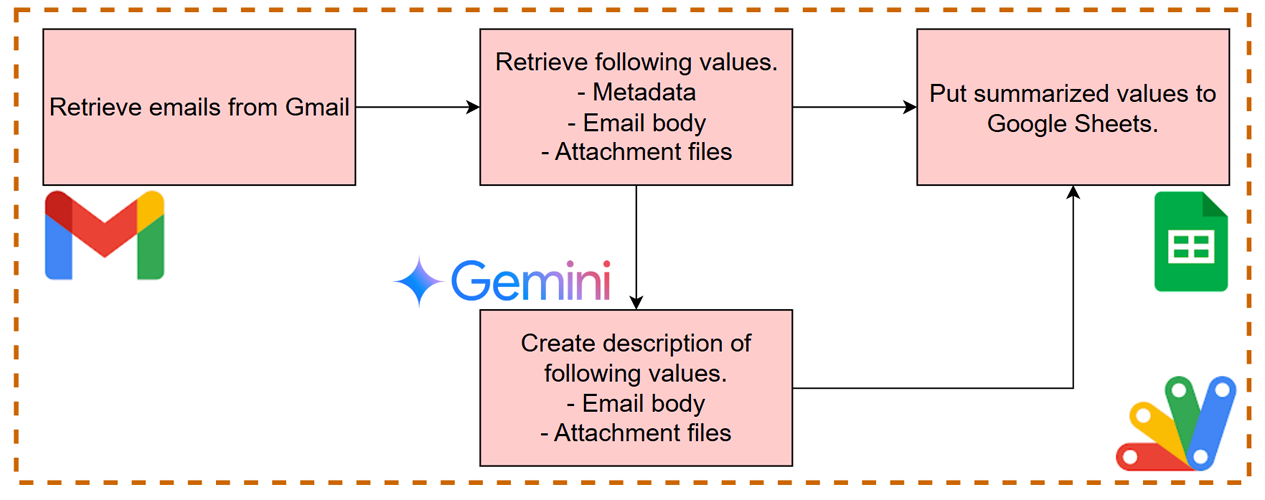 Retrieve emails from Gmail
Retrieve following values.
- Metadata
- Email body
- Attachment files
Put summarized values to
Google Sheets.
Gemini
Create description of
following values.
- Email body
- Attachment files